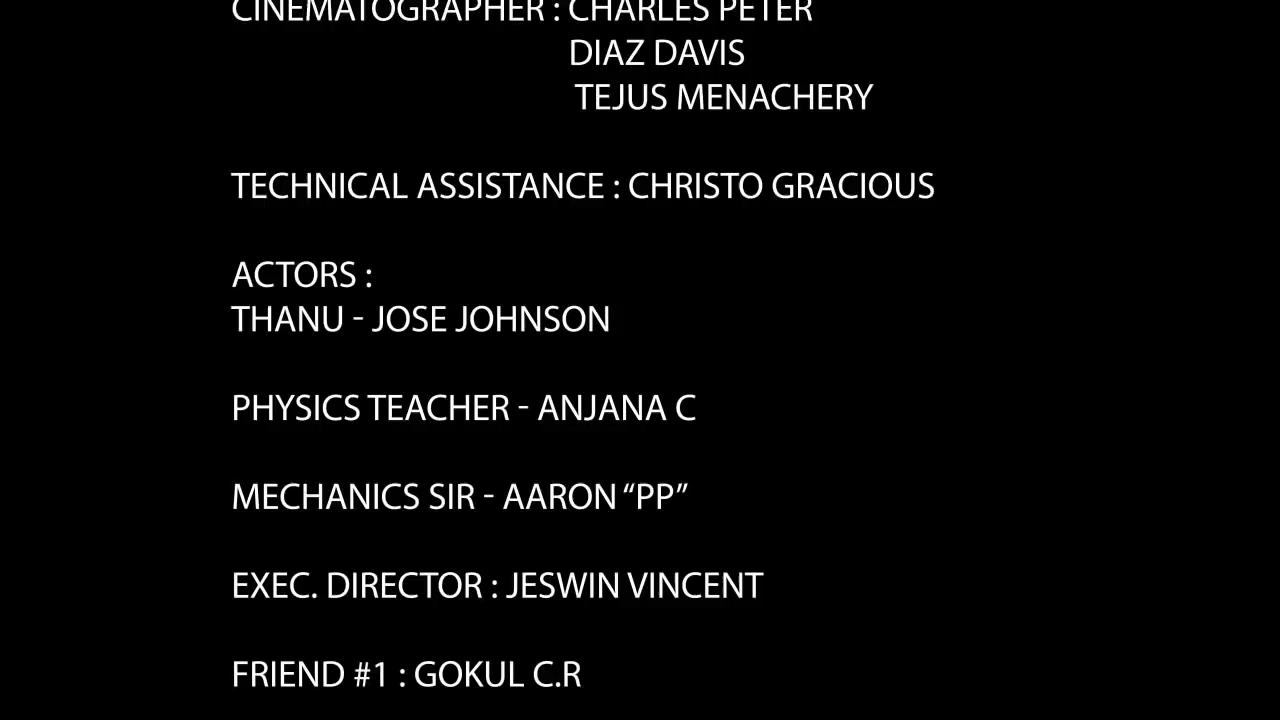 CINEMATOGRAPHER : CHARLES PETER
DIAZ DAVIS
TEJUS MENACHERY
TECHNICAL ASSISTANCE : CHRISTO GRACIOUS
ACTORS :
THANU - JOSE JOHNSON
PHYSICS TEACHER - ANJANA C
MECHANICS SIR - AARON “PP”
EXEC. DIRECTOR : JESWIN VINCENT
FRIEND #1 : GOKUL C.R